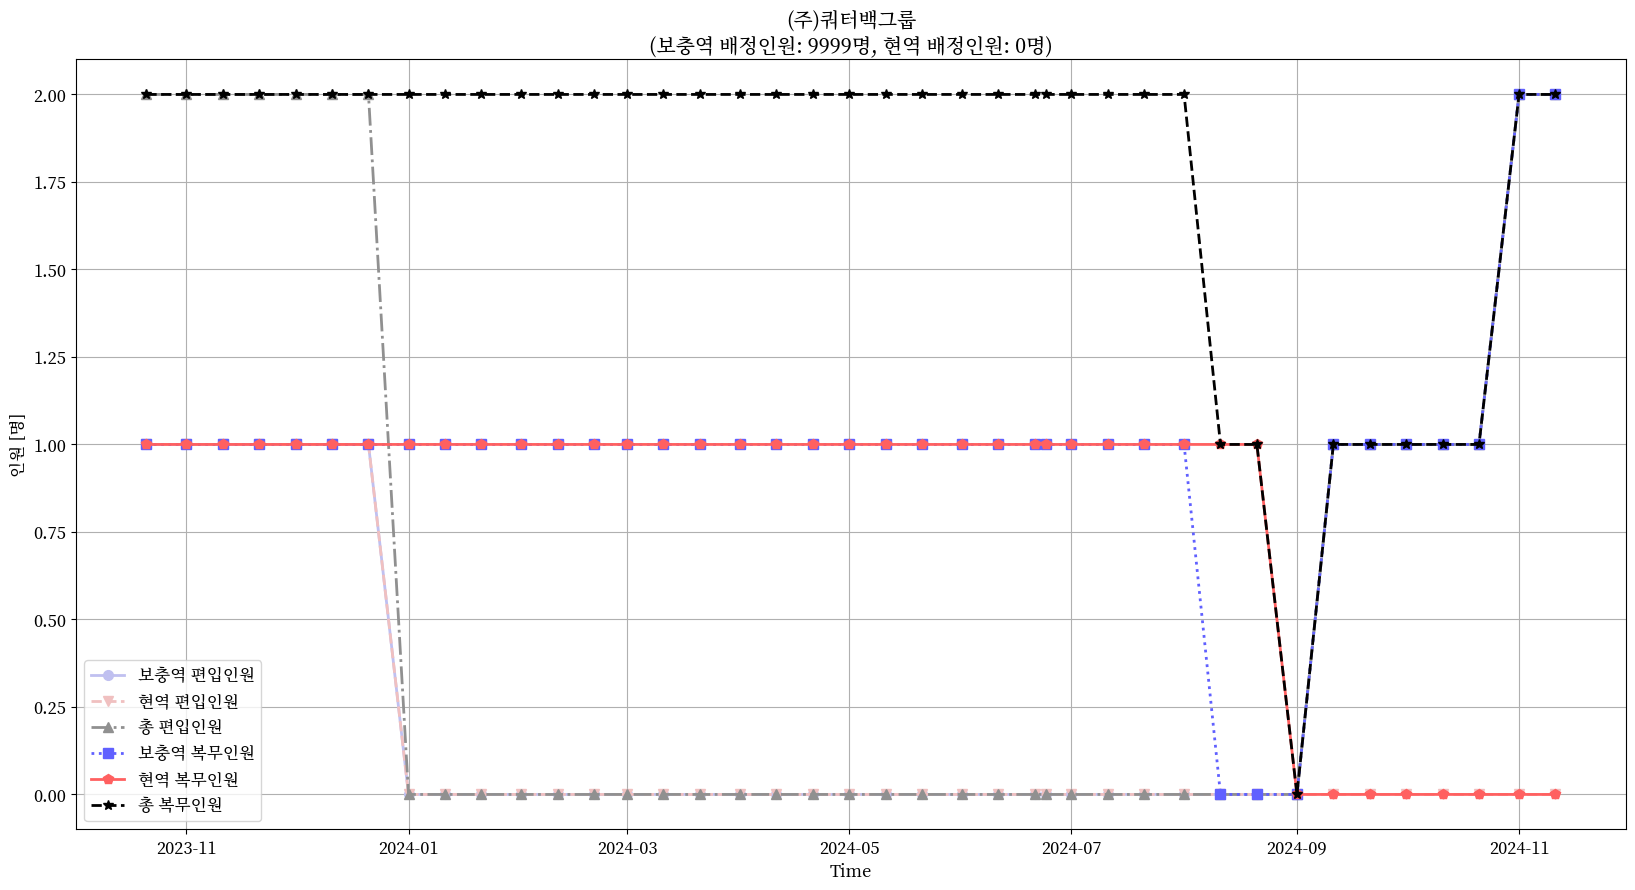 (주)쿼터백그룹
(보충역 배정인원: 9999명, 현역 배정인원: 0명)
인원 [명]
2.00
1.75
1.50
1.25
1.00
0.75
0.50
0.25
0.00
보충역 편입인원
현역 편입인원
총 편입인원
보충역 복무인원
현역 복무인원
총 복무인원
2023-11
2024-01
2024-03
2024-05
2024-07
2024-09
2024-11
Time